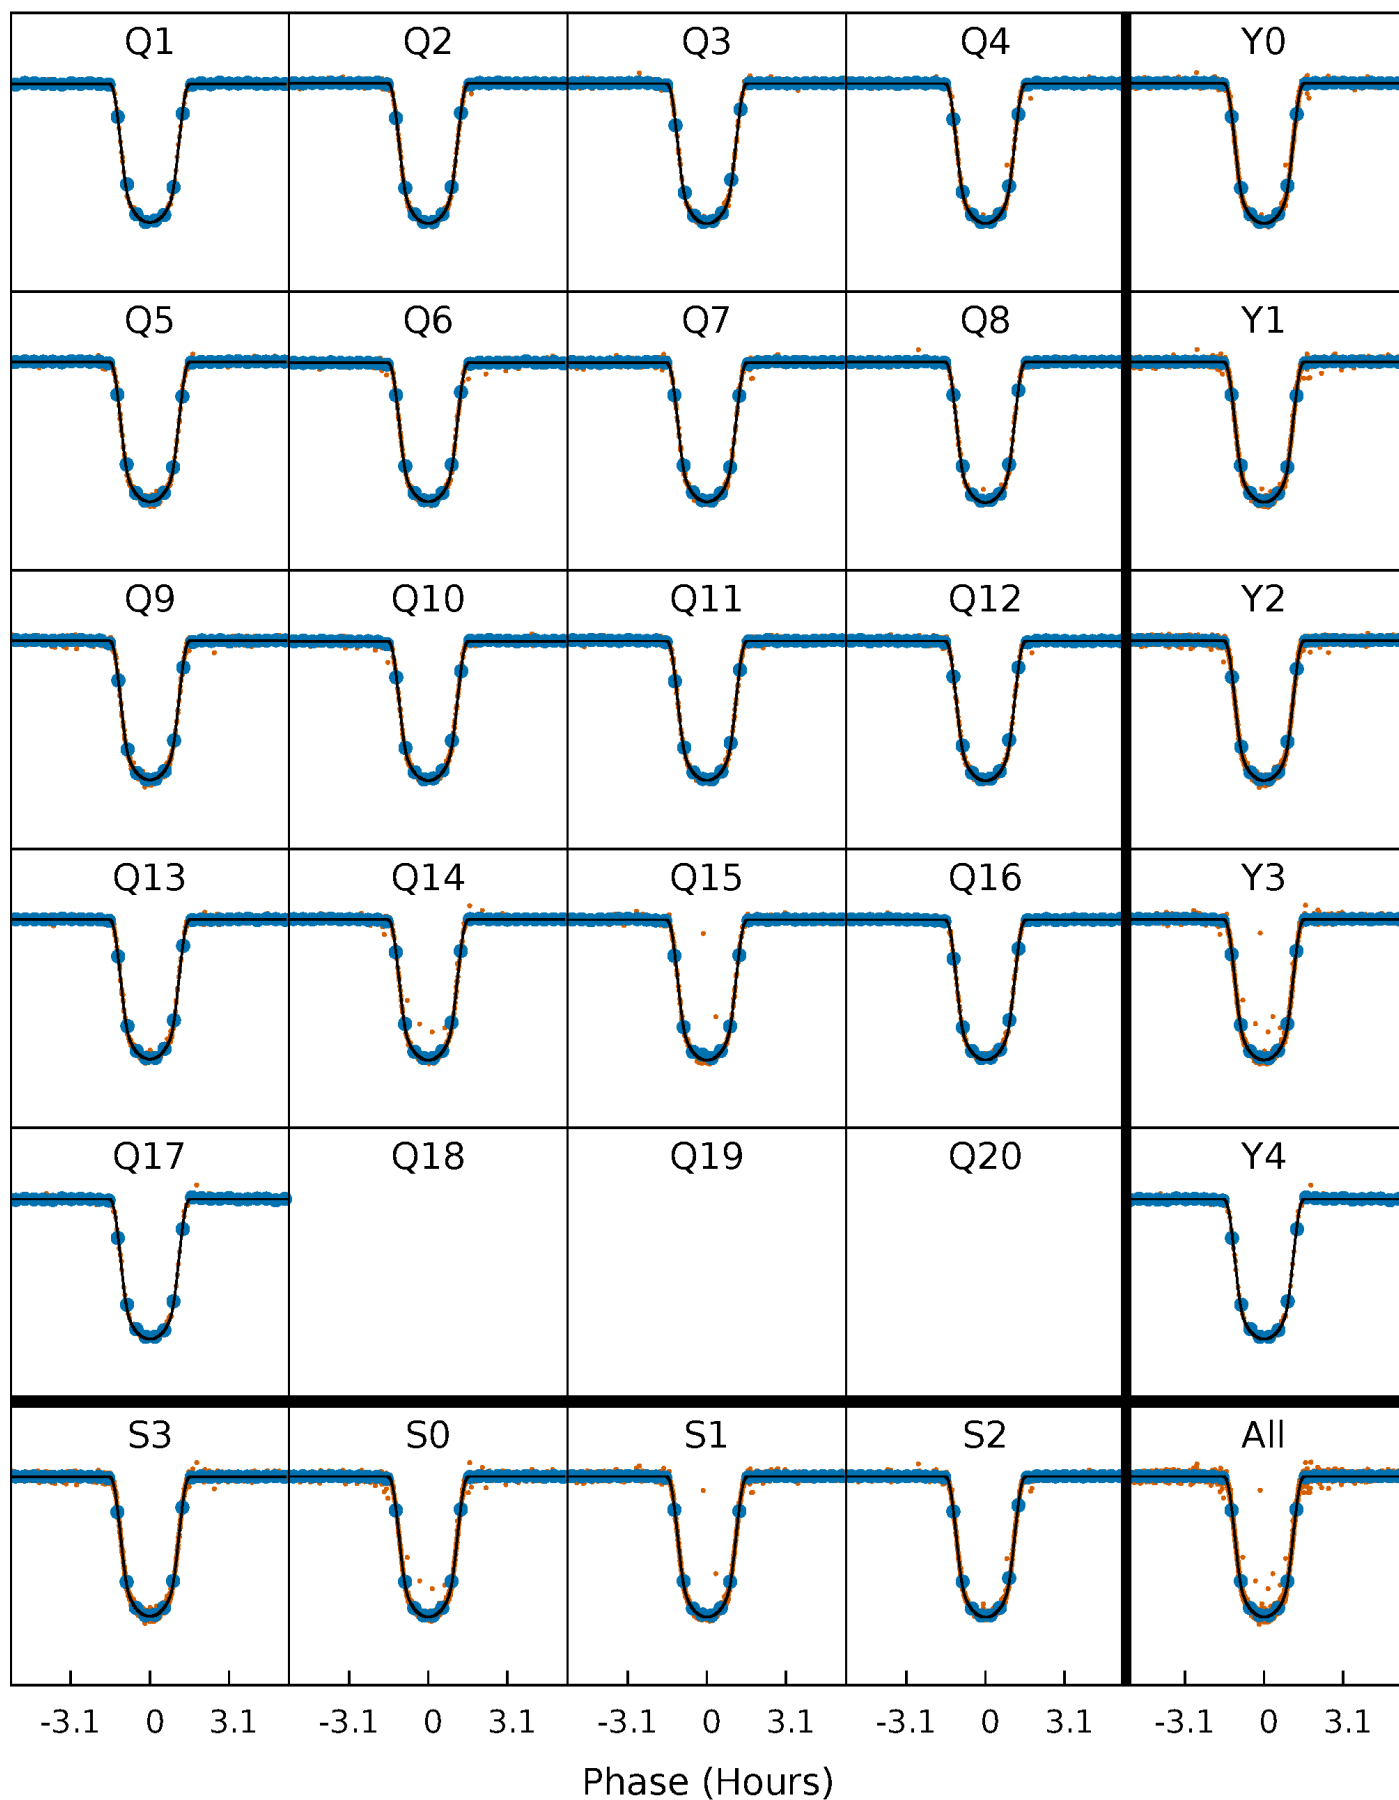 Q1 Q2 Q3 Q4 Y0
Q5 Q6 Q7 Q8 Y1
Q9 Q10 Q11 Q12 Y2
Q13 Q14 Q15 Q16 Y3
Q17 Q18 Q19 Q20 Y4
S3 S0 S1 S2 All
-3.1 0 3.1 -3.1 0 3.1 -3.1 0 3.1 -3.1 0 3.1 -3.1 0 3.1
Phase (Hours)